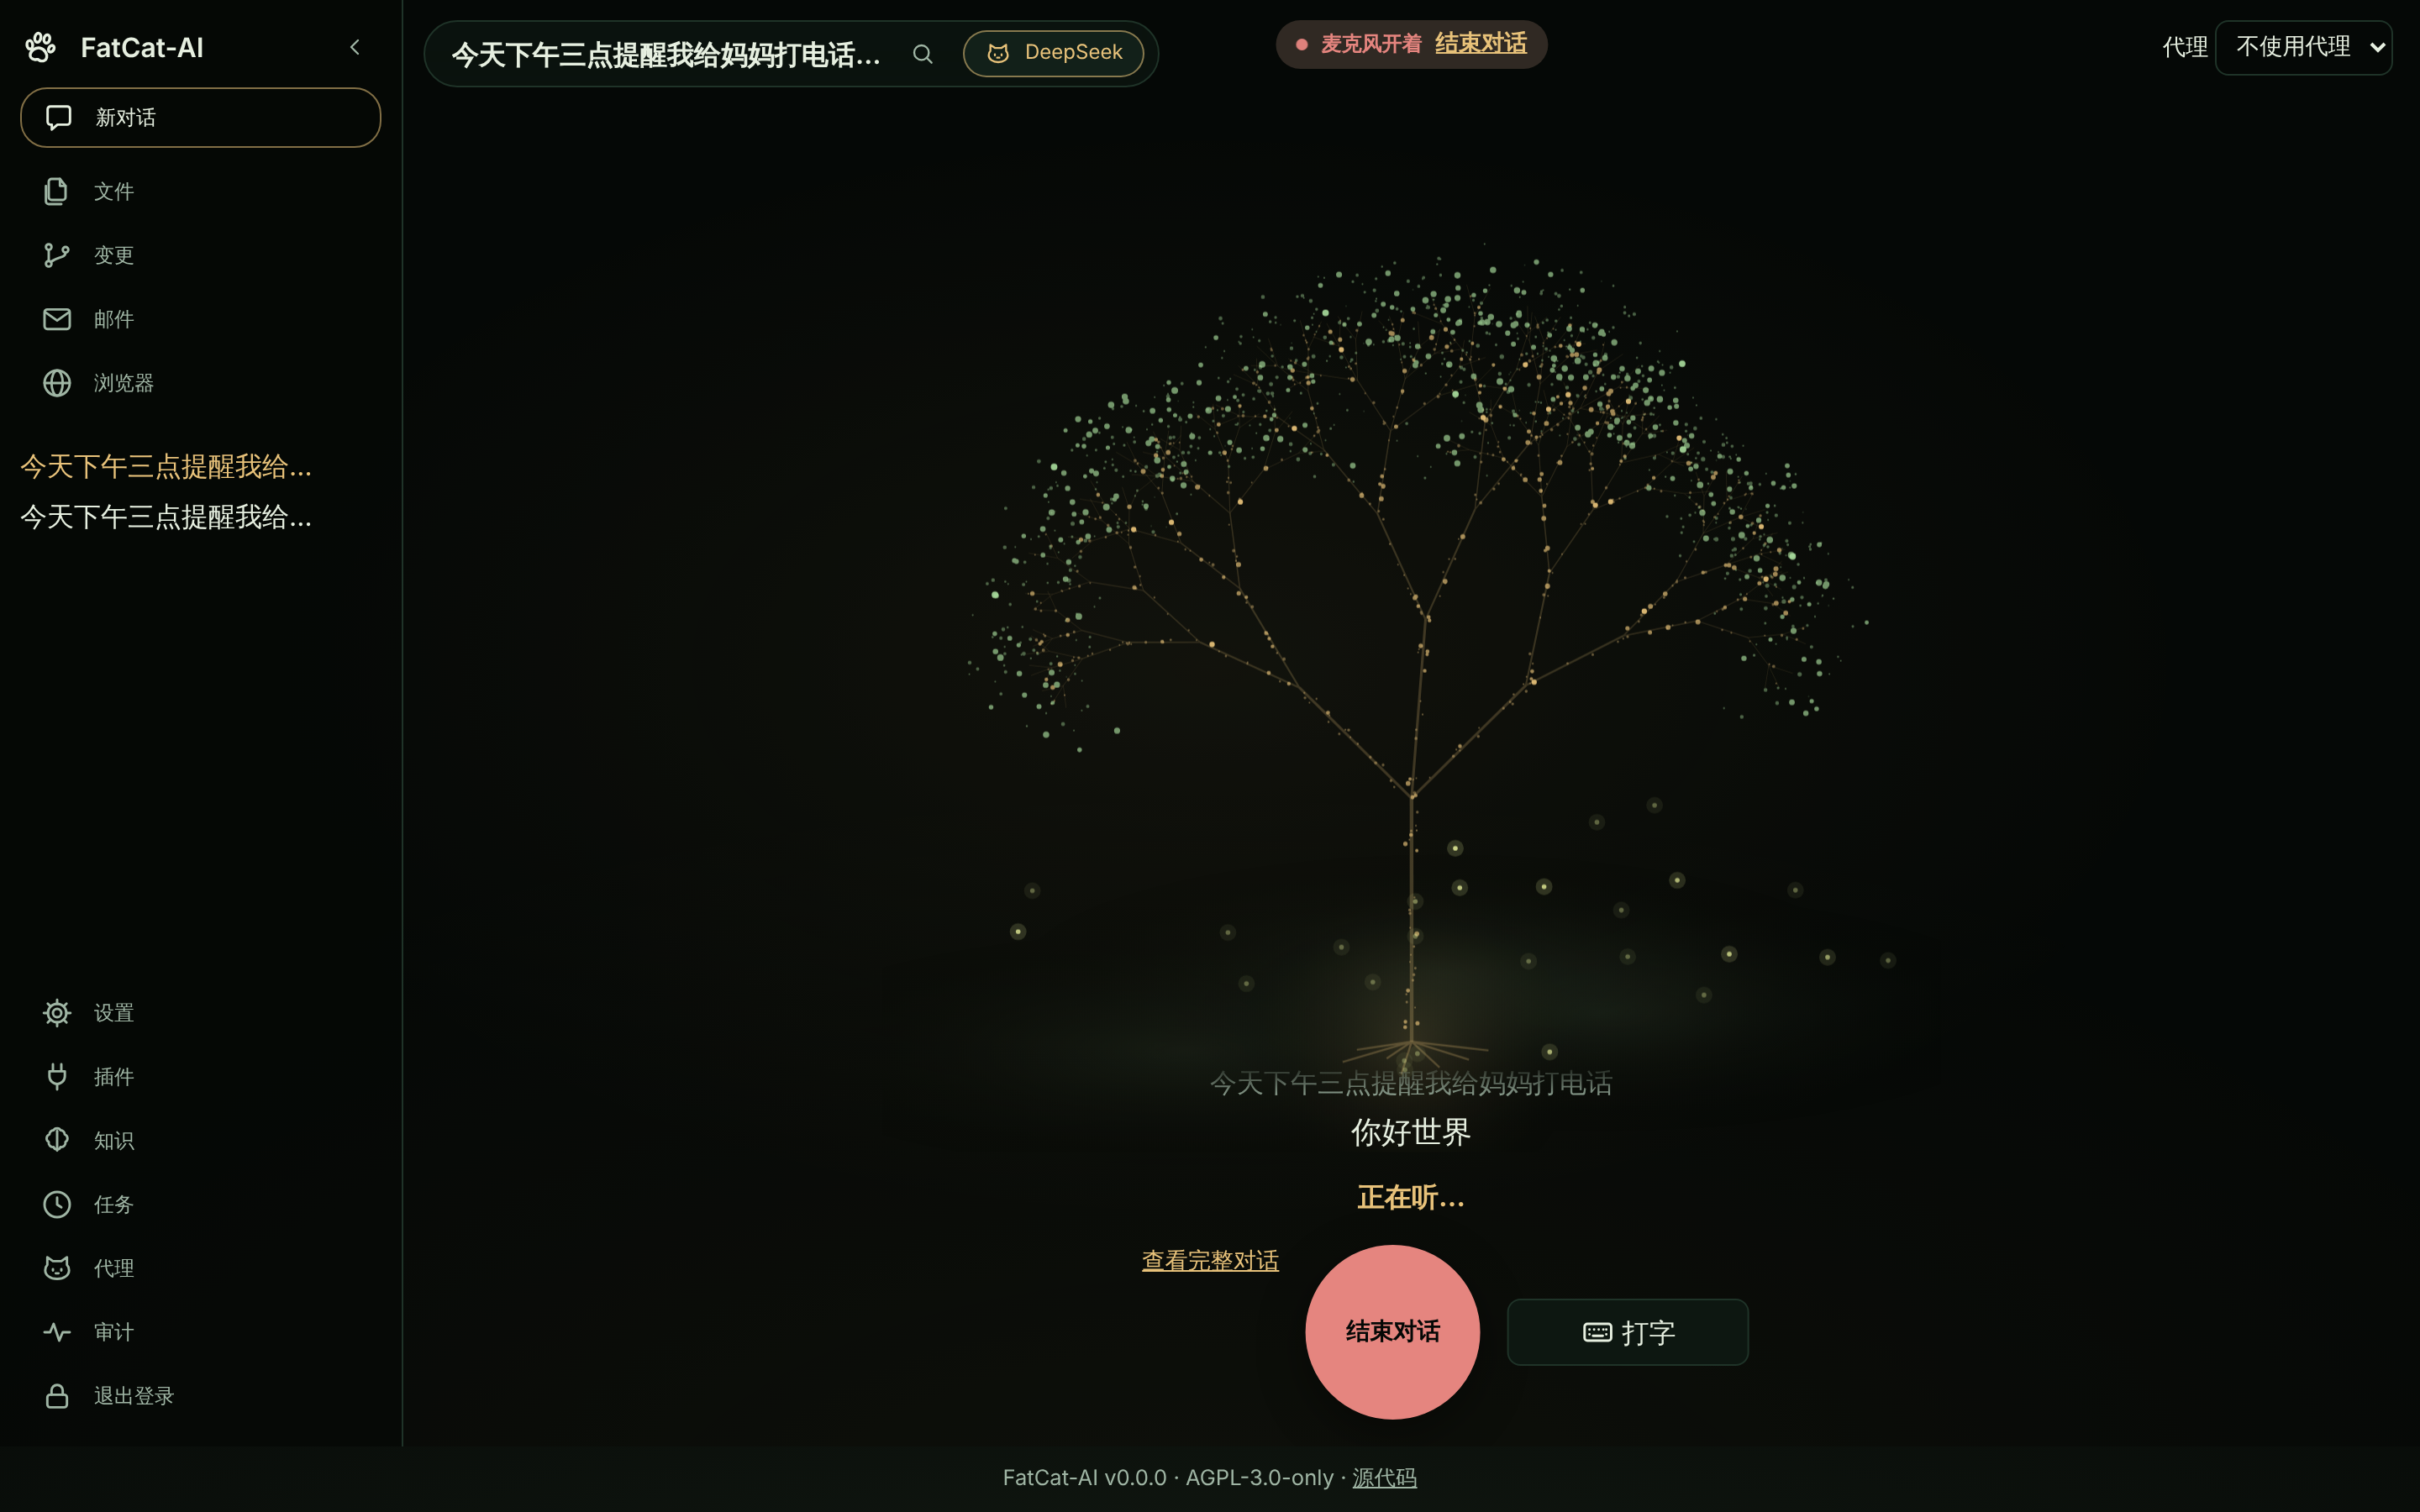 FatCat-AI
新对话
文件
变更
邮件
浏览器
今天下午三点提醒我给...
今天下午三点提醒我给...
设置
插件
知识
任务
代理
审计
退出登录
今天下午三点提醒我给妈妈打电话...
DeepSeek
麦克风开着 结束对话
代理 不使用代理
今天下午三点提醒我给妈妈打电话
你好世界
正在听...
查看完整对话
结束对话
打字
FatCat-AI v0.0.0 · AGPL-3.0-only · 源代码